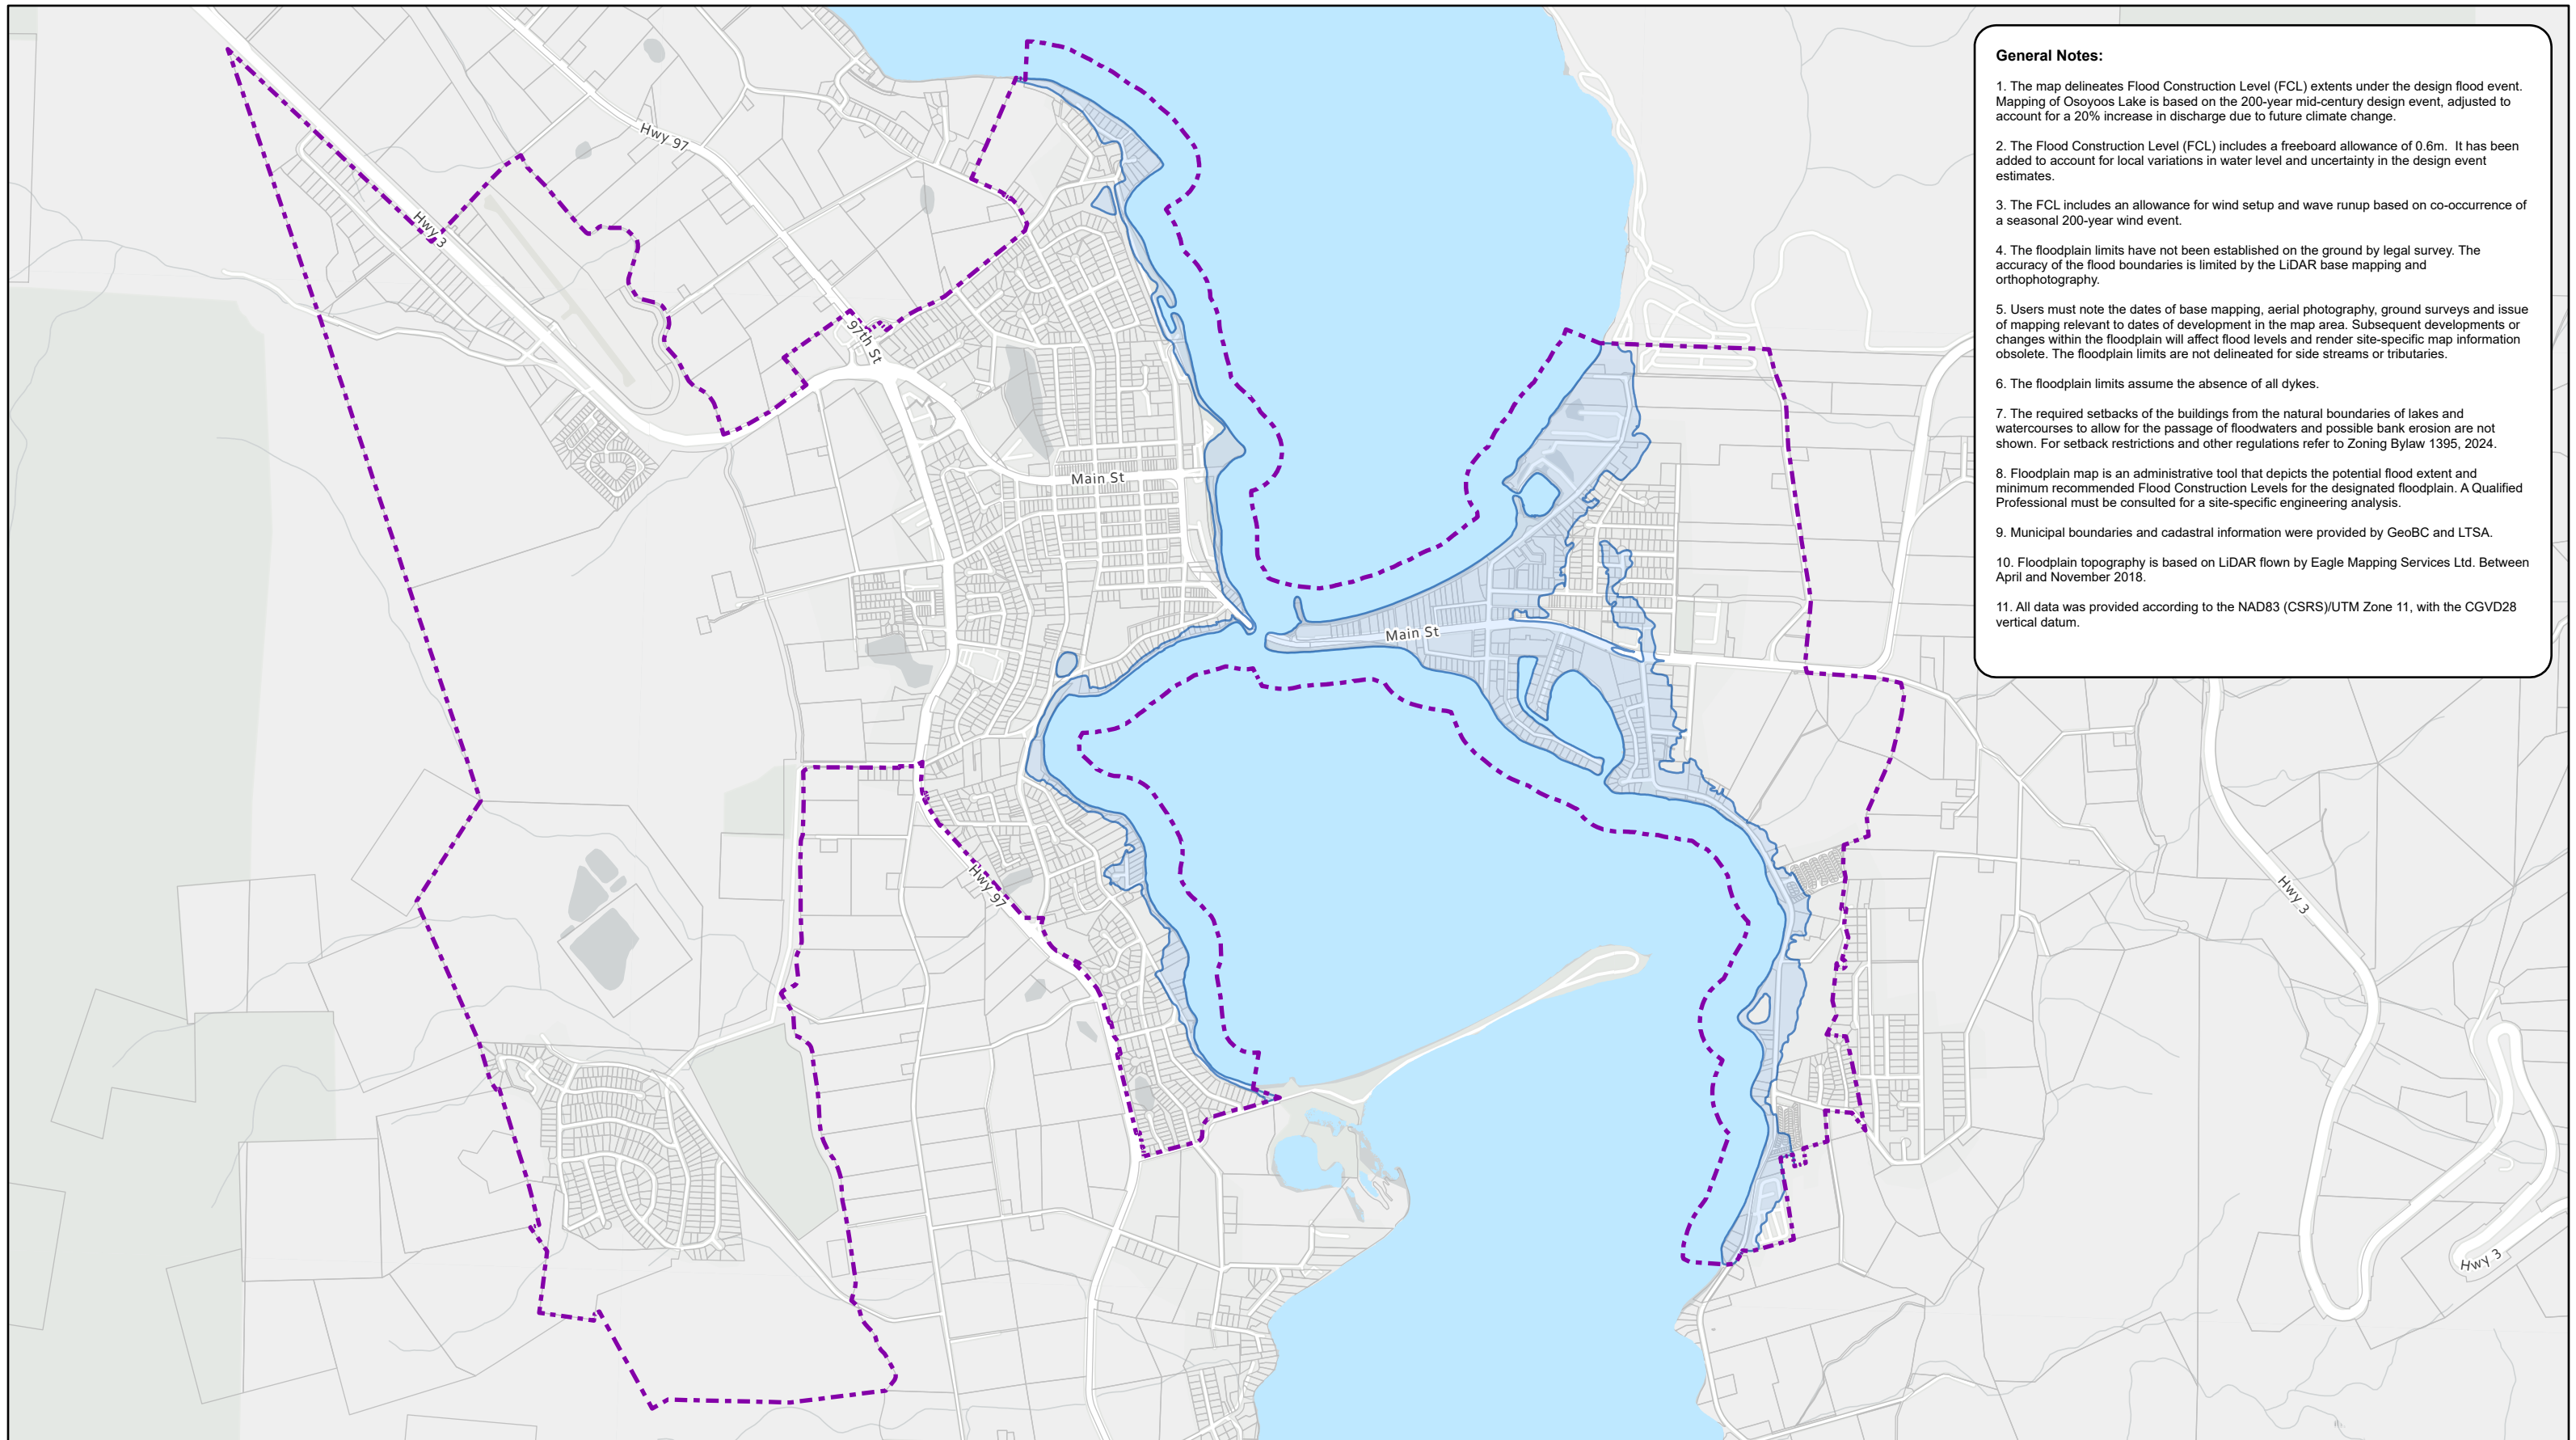 General Notes:
1. The map delineates Flood Construction Level (FCL) extents under the design flood event.
Mapping of Osoyoos Lake is based on the 200-year mid-century design event, adjusted to
account for a 20% increase in discharge due to future climate change.
2. The Flood Construction Level (FCL) includes a freeboard allowance of 0.6m. It has been
added to account for local variations in water level and uncertainty in the design event
estimates.
3. The FCL includes an allowance for wind setup and wave runup based on co-occurrence of
a seasonal 200-year wind event.
4. The floodplain limits have not been established on the ground by legal survey. The
accuracy of the flood boundaries is limited by the LiDAR base mapping and
orthophotography.
5. Users must note the dates of base mapping, aerial photography, ground surveys and issue
of mapping relevant to dates of development in the map area. Subsequent developments or
changes within the floodplain will affect flood levels and render site-specific map information
obsolete. The floodplain limits are not delineated for side streams or tributaries.
6. The floodplain limits assume the absence of all dykes.
7. The required setbacks of the buildings from the natural boundaries of lakes and
watercourses to allow for the passage of floodwaters and possible bank erosion are not
shown. For setback restrictions and other regulations refer to Zoning Bylaw 1395, 2024.
8. Floodplain map is an administrative tool that depicts the potential flood extent and
minimum recommended Flood Construction Levels for the designated floodplain. A Qualified
Professional must be consulted for a site-specific engineering analysis.
9. Municipal boundaries and cadastral information were provided by GeoBC and LTSA.
10. Floodplain topography is based on LiDAR flown by Eagle Mapping Services Ltd. Between
April and November 2018.
11. All data was provided according to the NAD83 (CSRS)/UTM Zone 11, with the CGVD28
vertical datum.
Hwy 97
Hwy 3
97th St
Main St
Main St
Hwy 97
Hwy 3
Hwy 3